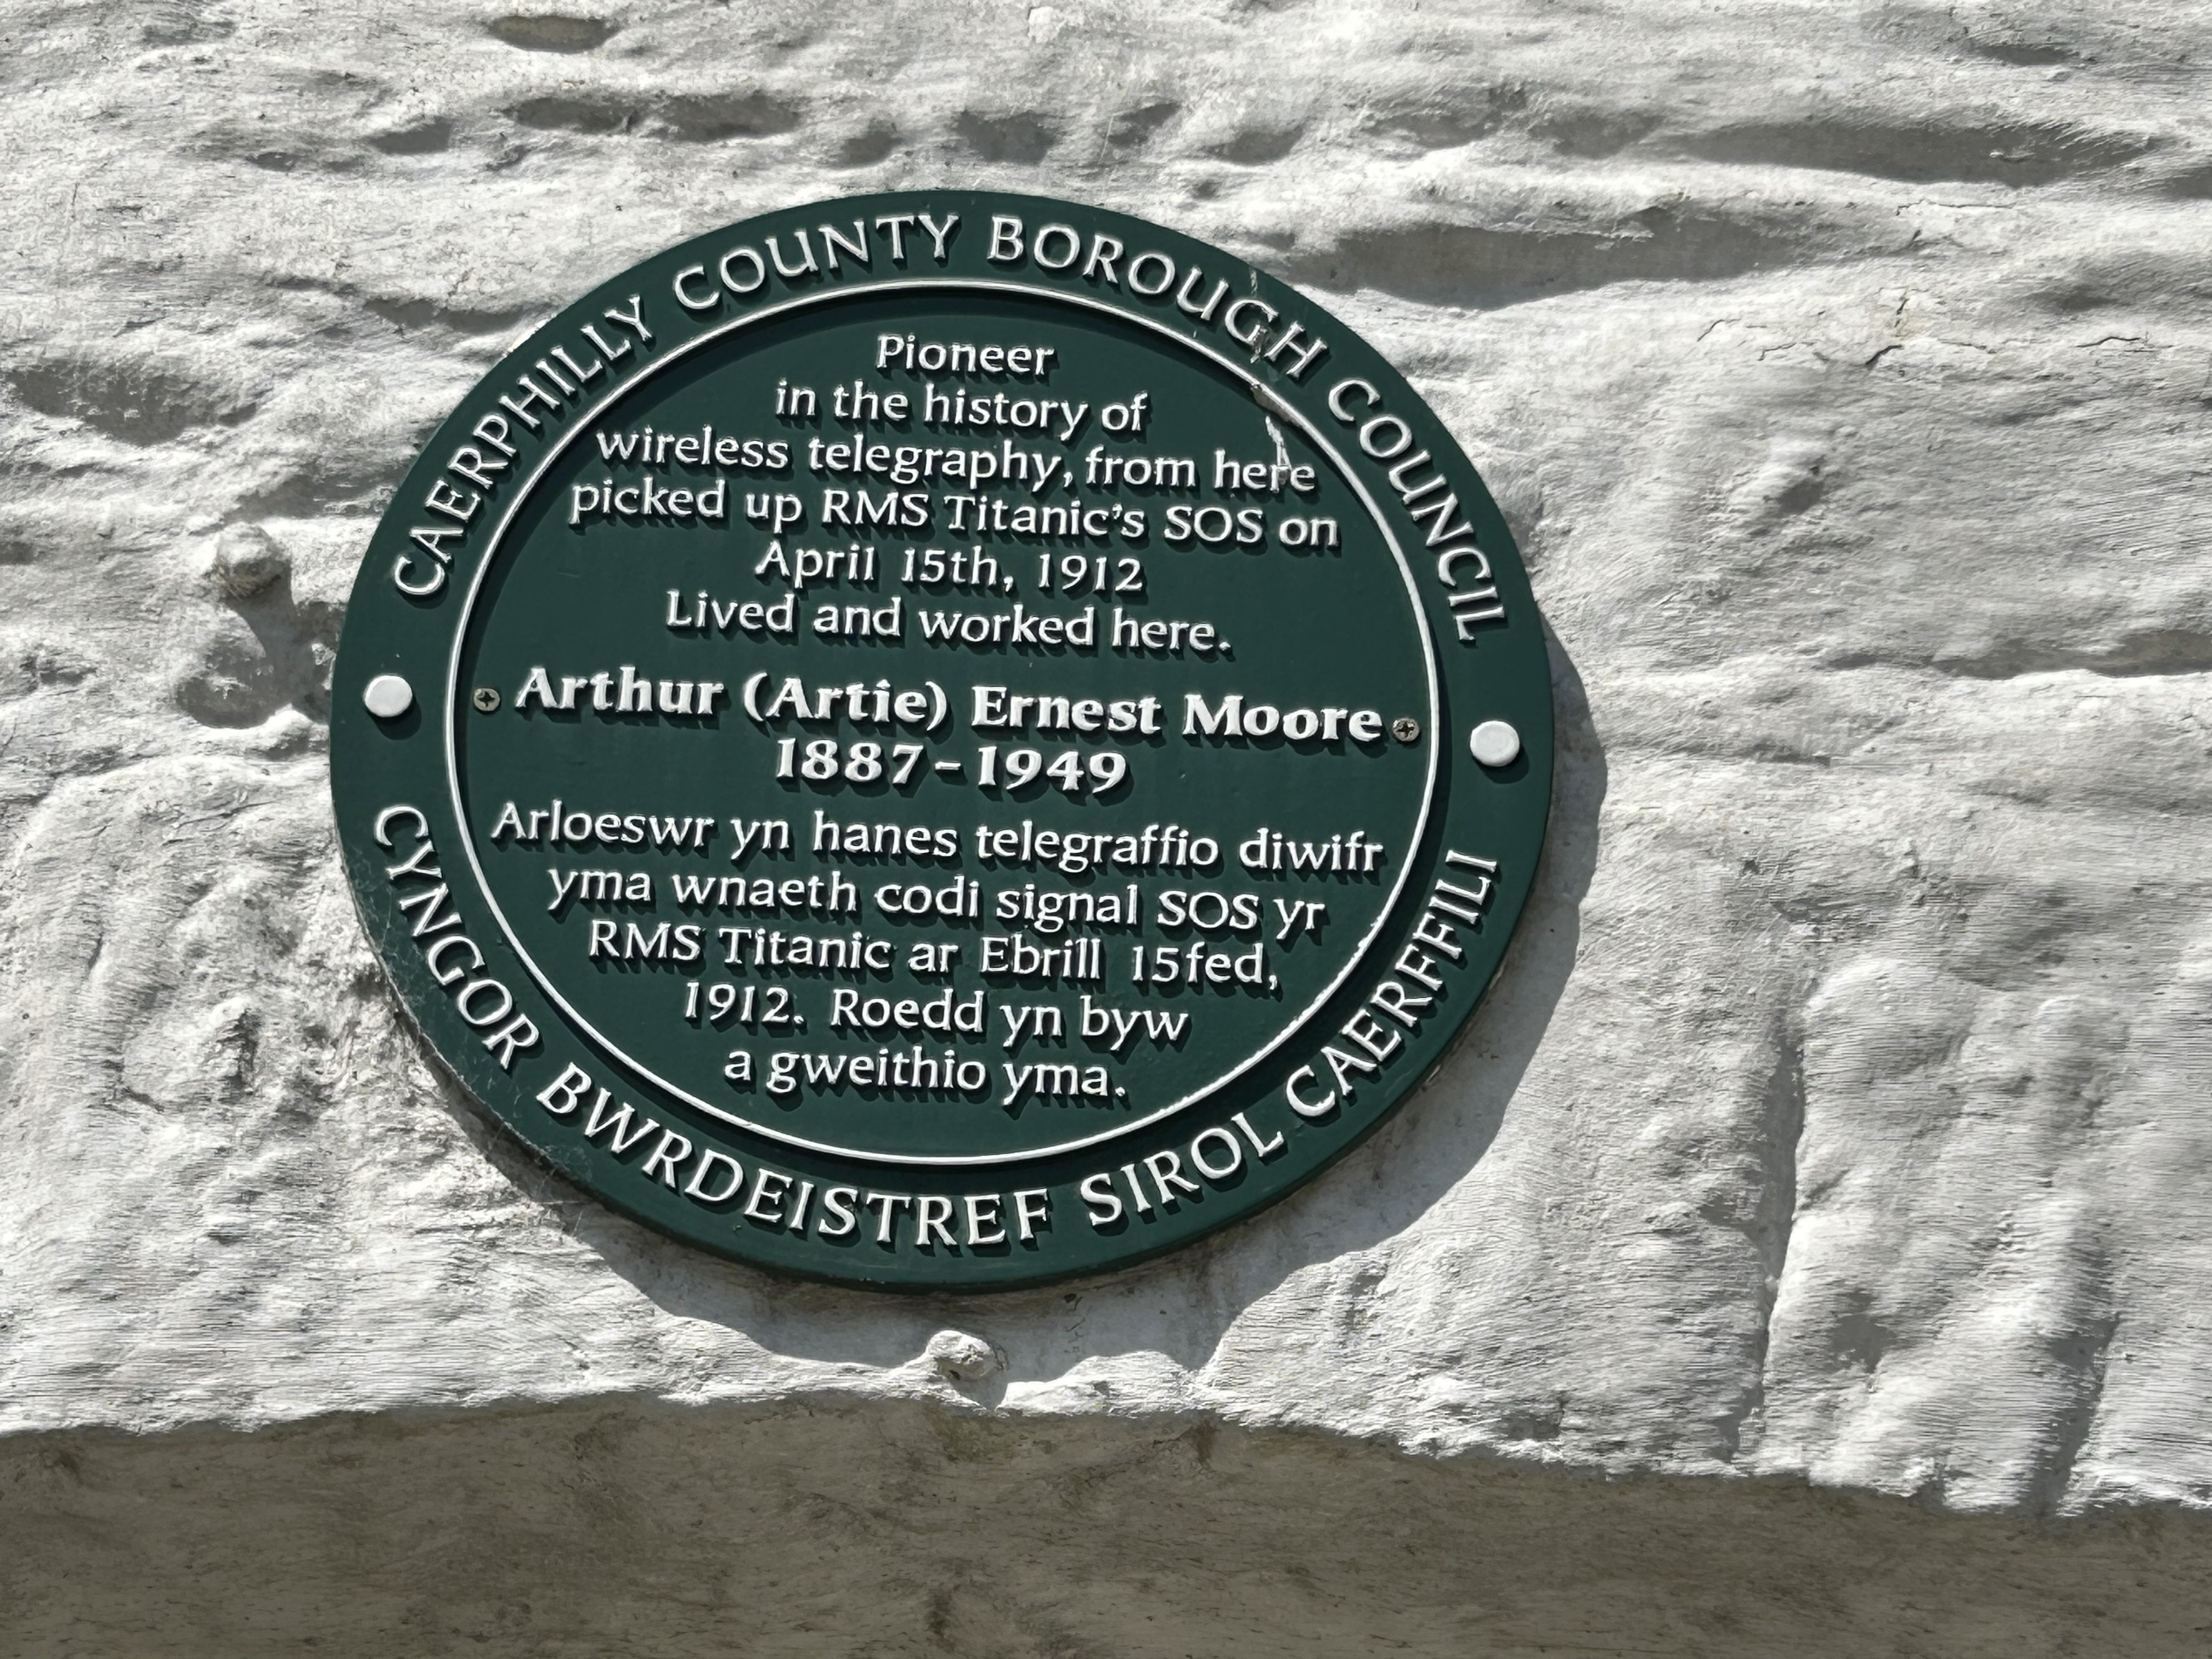 CAERPHILLY COUNTY BOROUGH COUNCIL
Pioneer
in the history of
wireless telegraphy, from here
picked up RMS Titanic's SOS on
April 15th, 1912
Lived and worked here.
Arthur (Artie) Ernest Moore
1887-1949
Arloeswr yn hanes telegraffio diwifr
yma wnaeth codi signal SOS yr
RMS Titanic ar Ebrill 15fed,
1912. Roedd yn byw
a gweithio yma.
CYNGOR BWRDEISTREF SIROL CAERFFILI